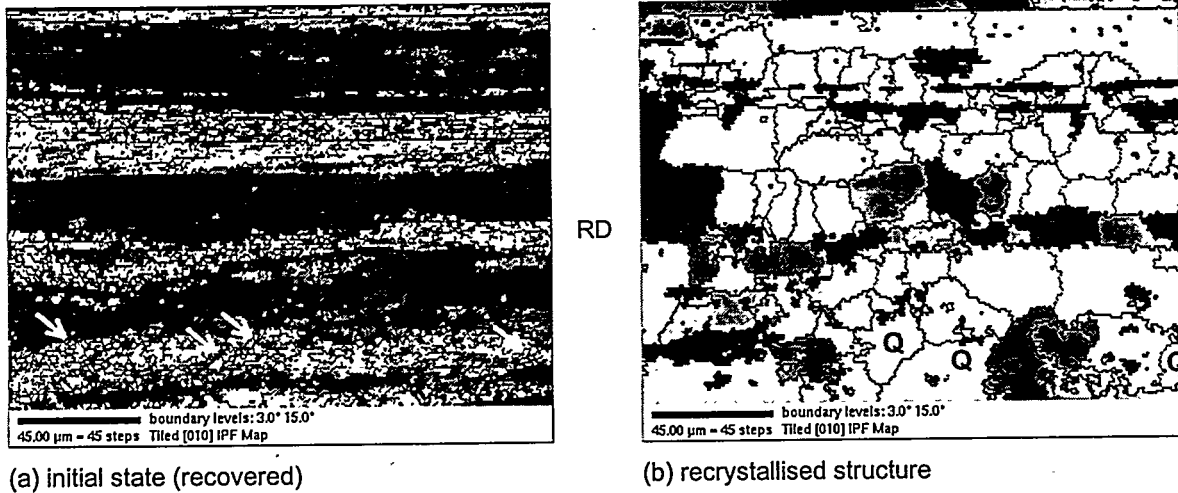 RD
Q
Q
Q
boundary levels: 3.0° 15.0°
45.00 µm = 45 steps Tiled [010] IPF Map
boundary levels: 3.0° 15.0°
45.00 µm = 45 steps Tiled [010] IPF Map
(a) initial state (recovered)
(b) recrystallised structure